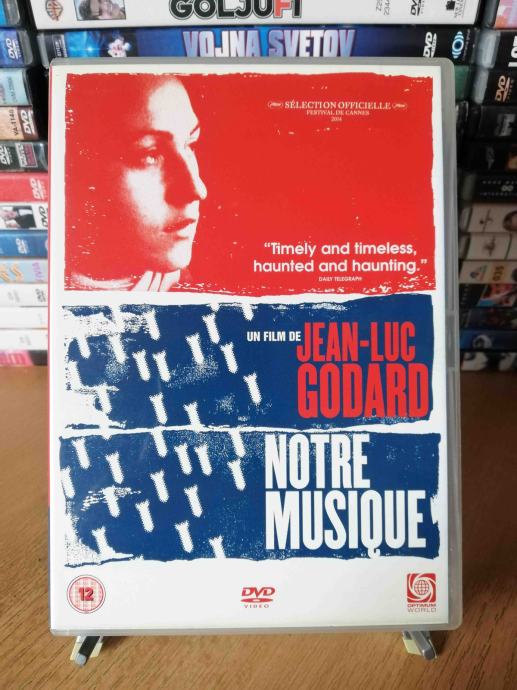 GOLJUFI
VOJNA SVETOV
DVD
SÉLECTION OFFICIELLE
FESTIVAL DE CANNES
2004
“Timely and timeless,
haunted and haunting.”
DAILY TELEGRAPH
UN FILM DE
JEAN-LUC
GODARD
NOTRE
MUSIQUE
12
DVD
VIDEO
OPTIMUM
WORLD